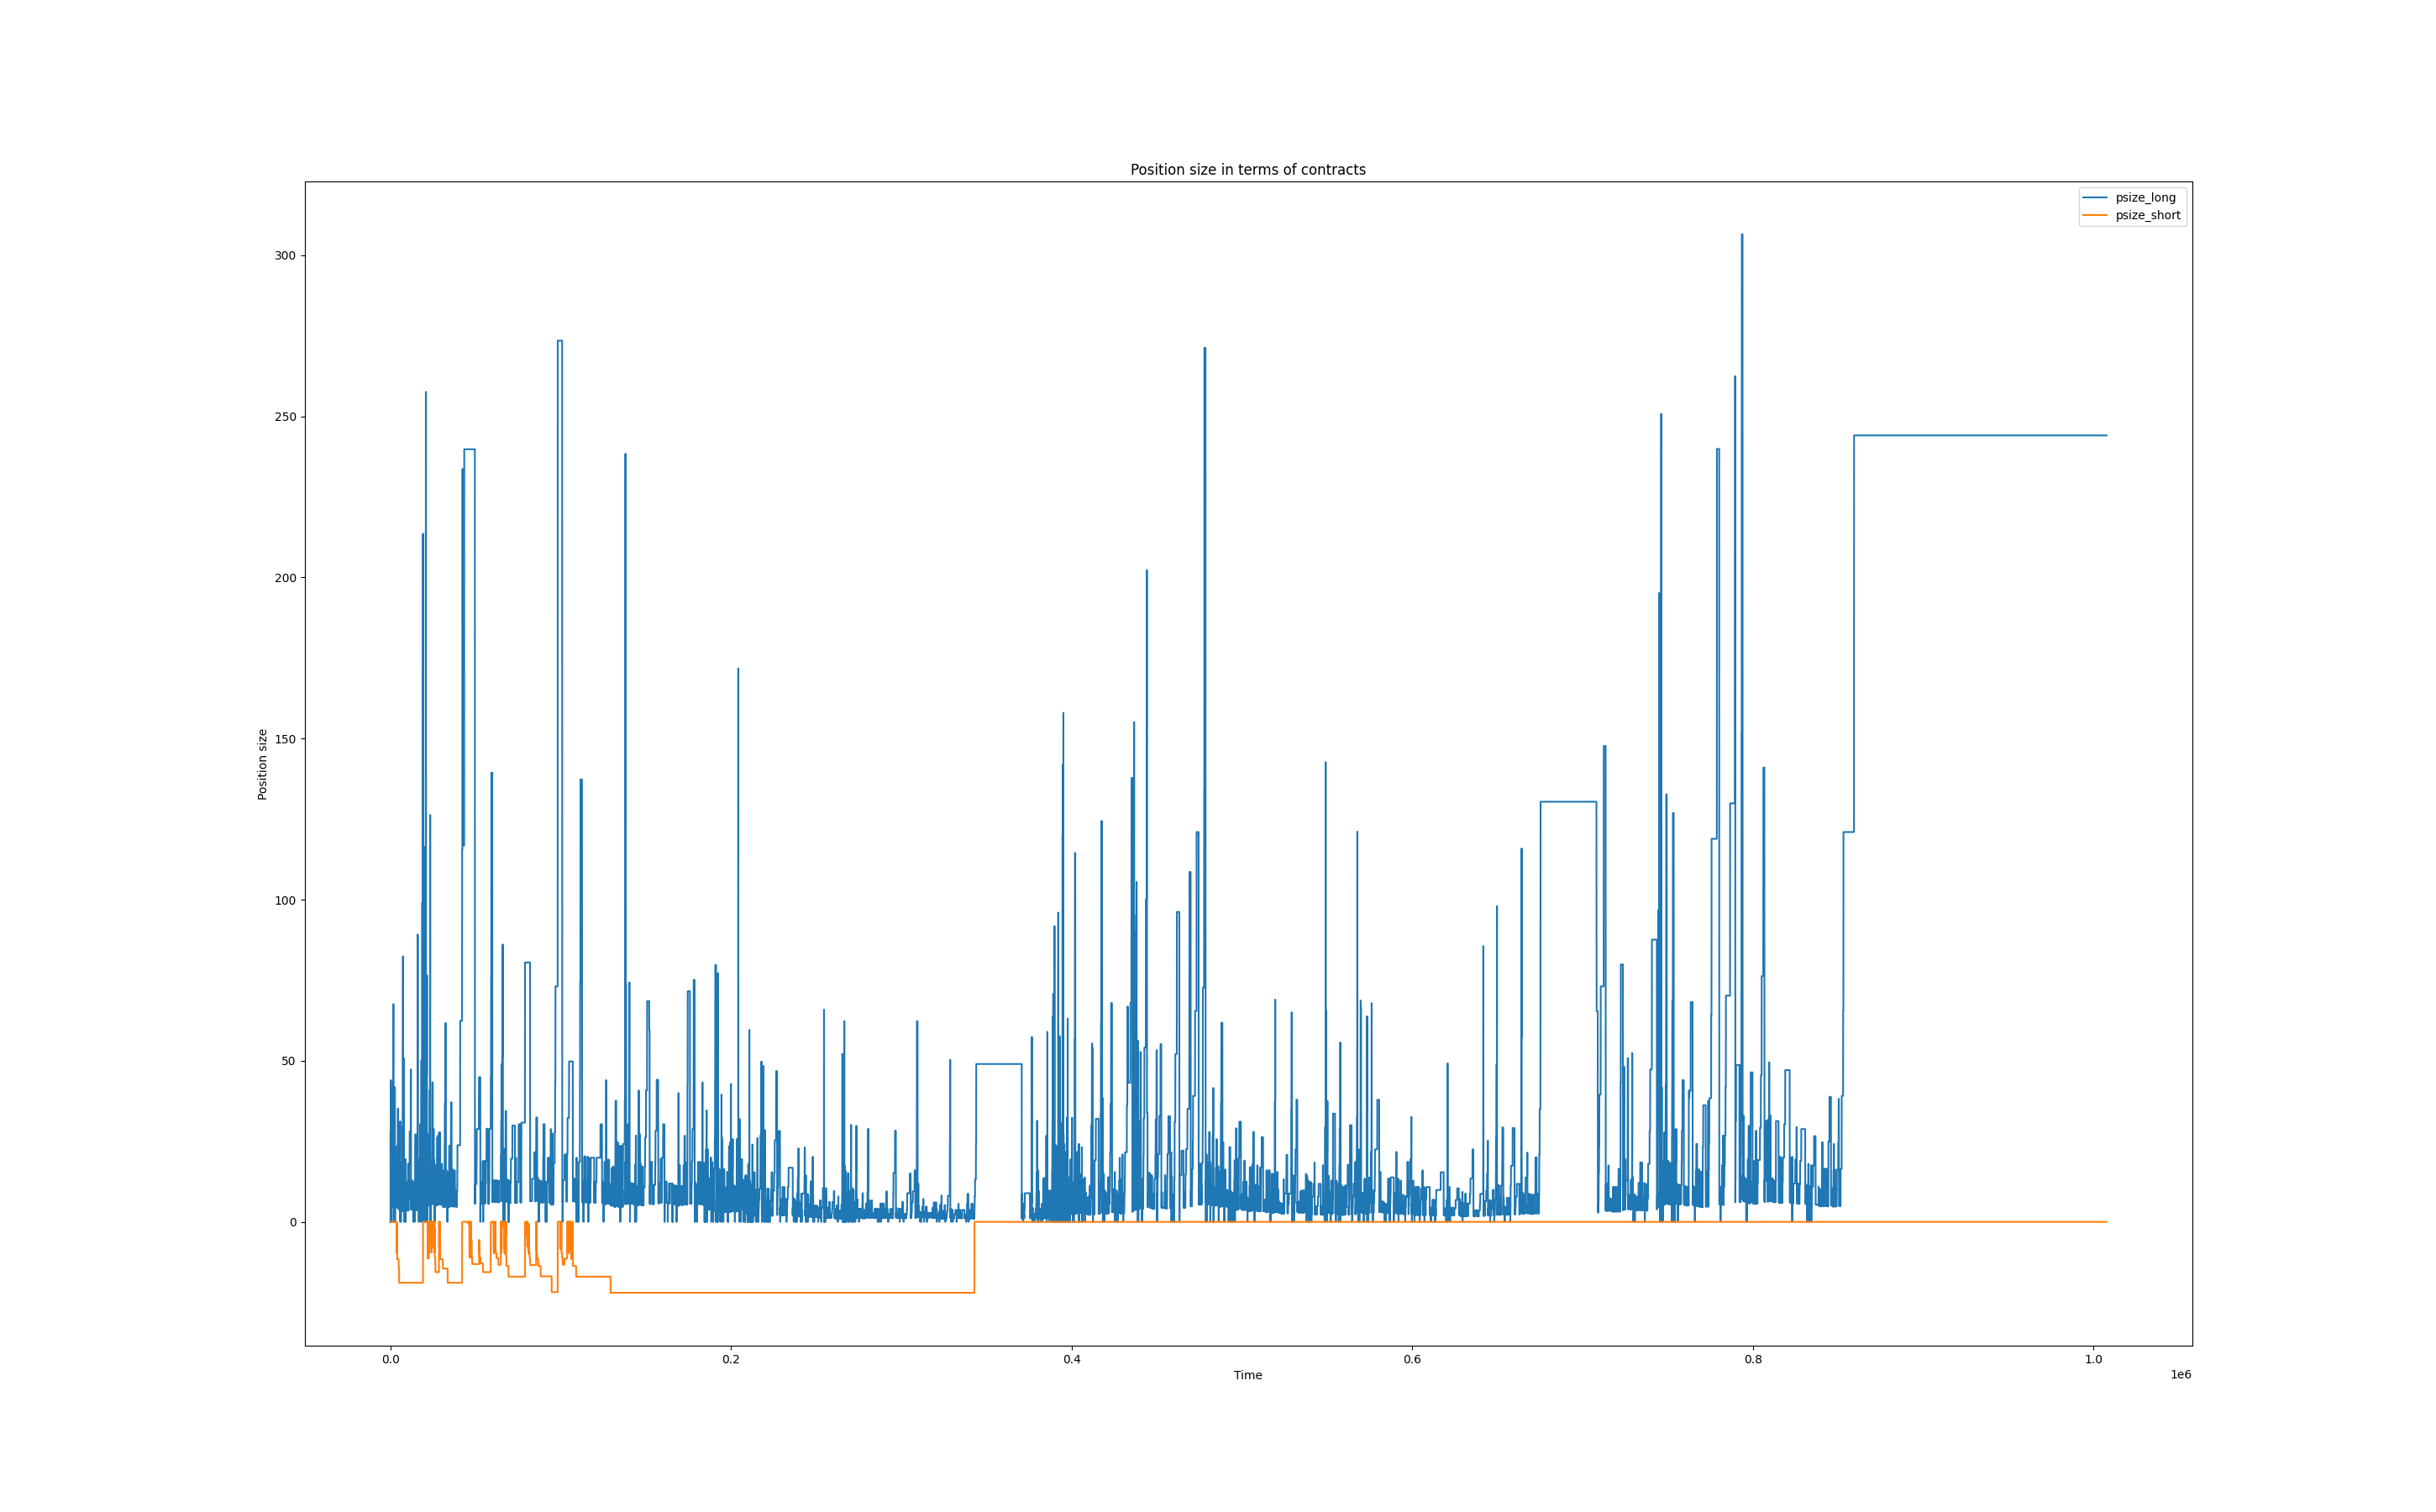 Position size in terms of contracts
psize_long
psize_short
300
250
200
150
100
50
0
Position size
0.0 0.2 0.4 0.6 0.8 1.0
1e6
Time